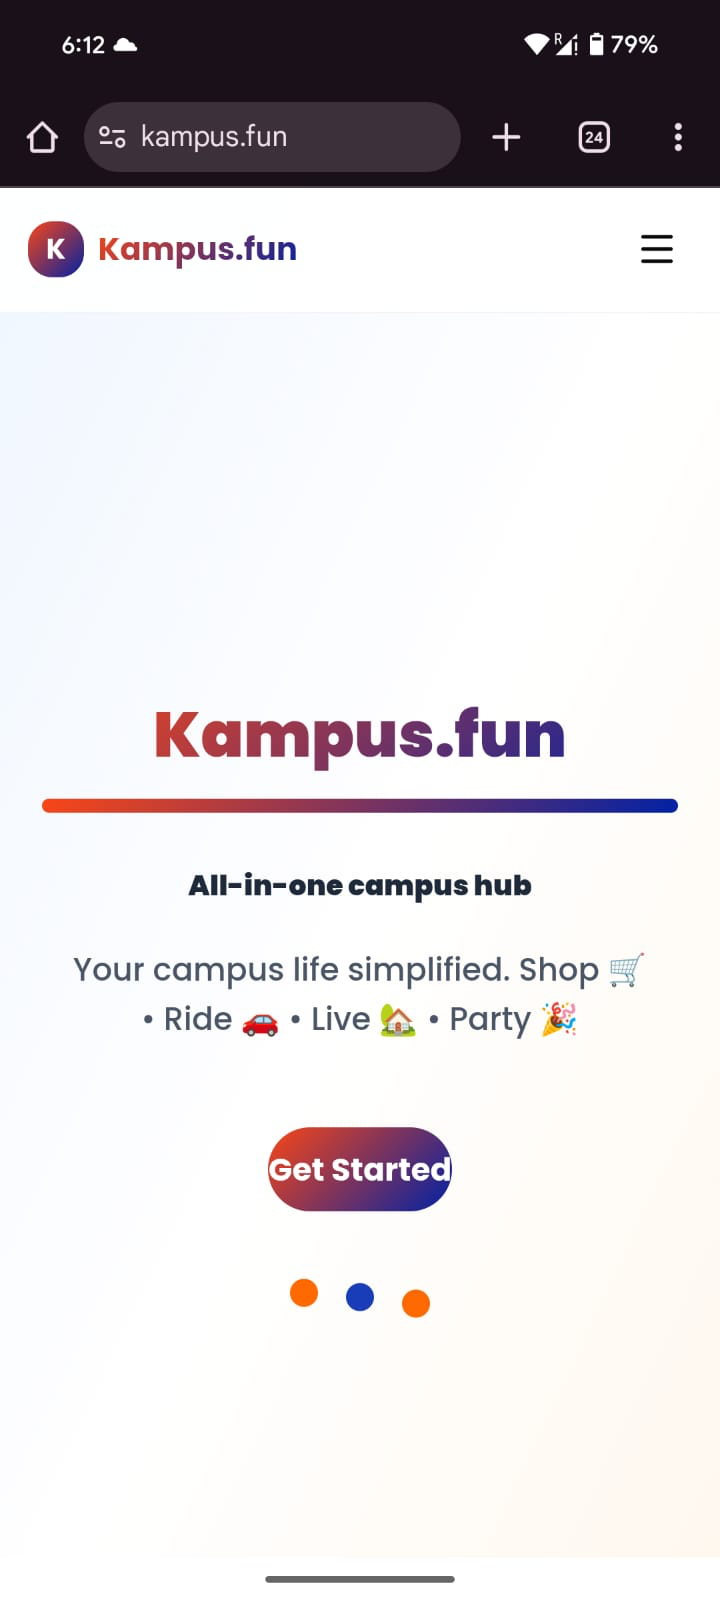 6:12 R 79%
kampus.fun 24
K Kampus.fun
Kampus.fun
All-in-one campus hub
Your campus life simplified. Shop 🛒
• Ride 🚗 • Live 🏡 • Party 🎉
Get Started